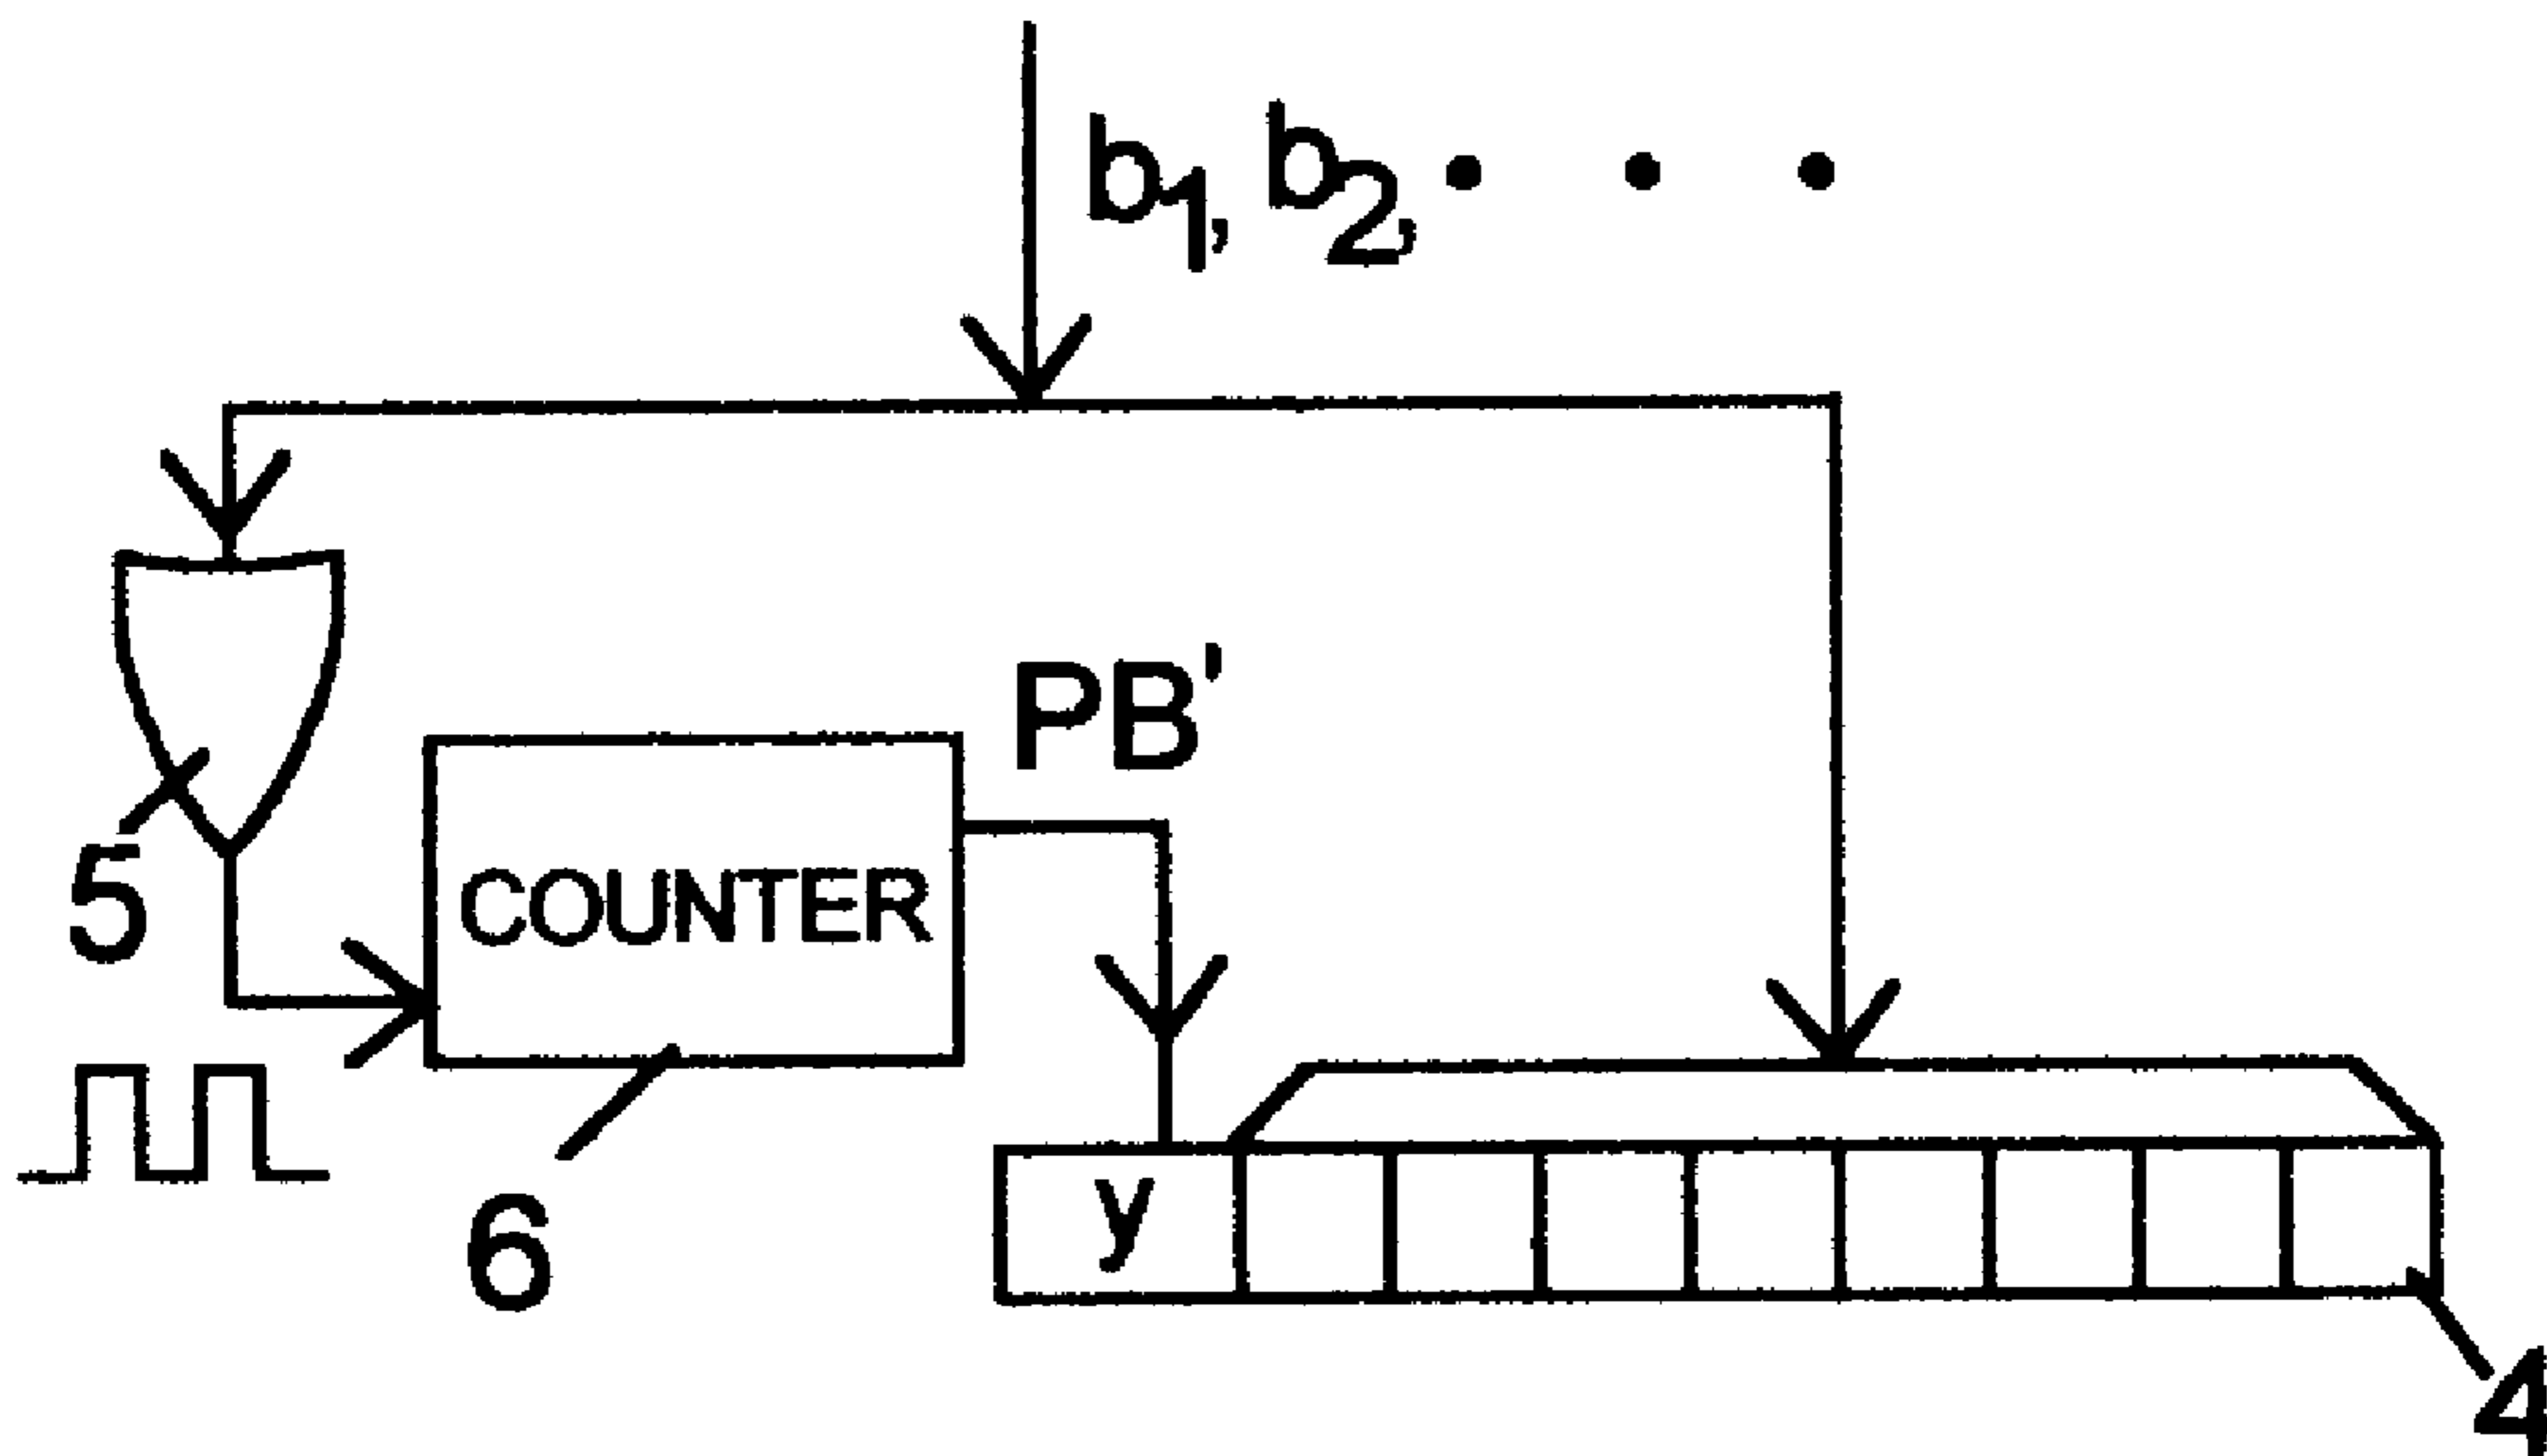 b1, b2, • • •
PB'
COUNTER
5
6
y
4